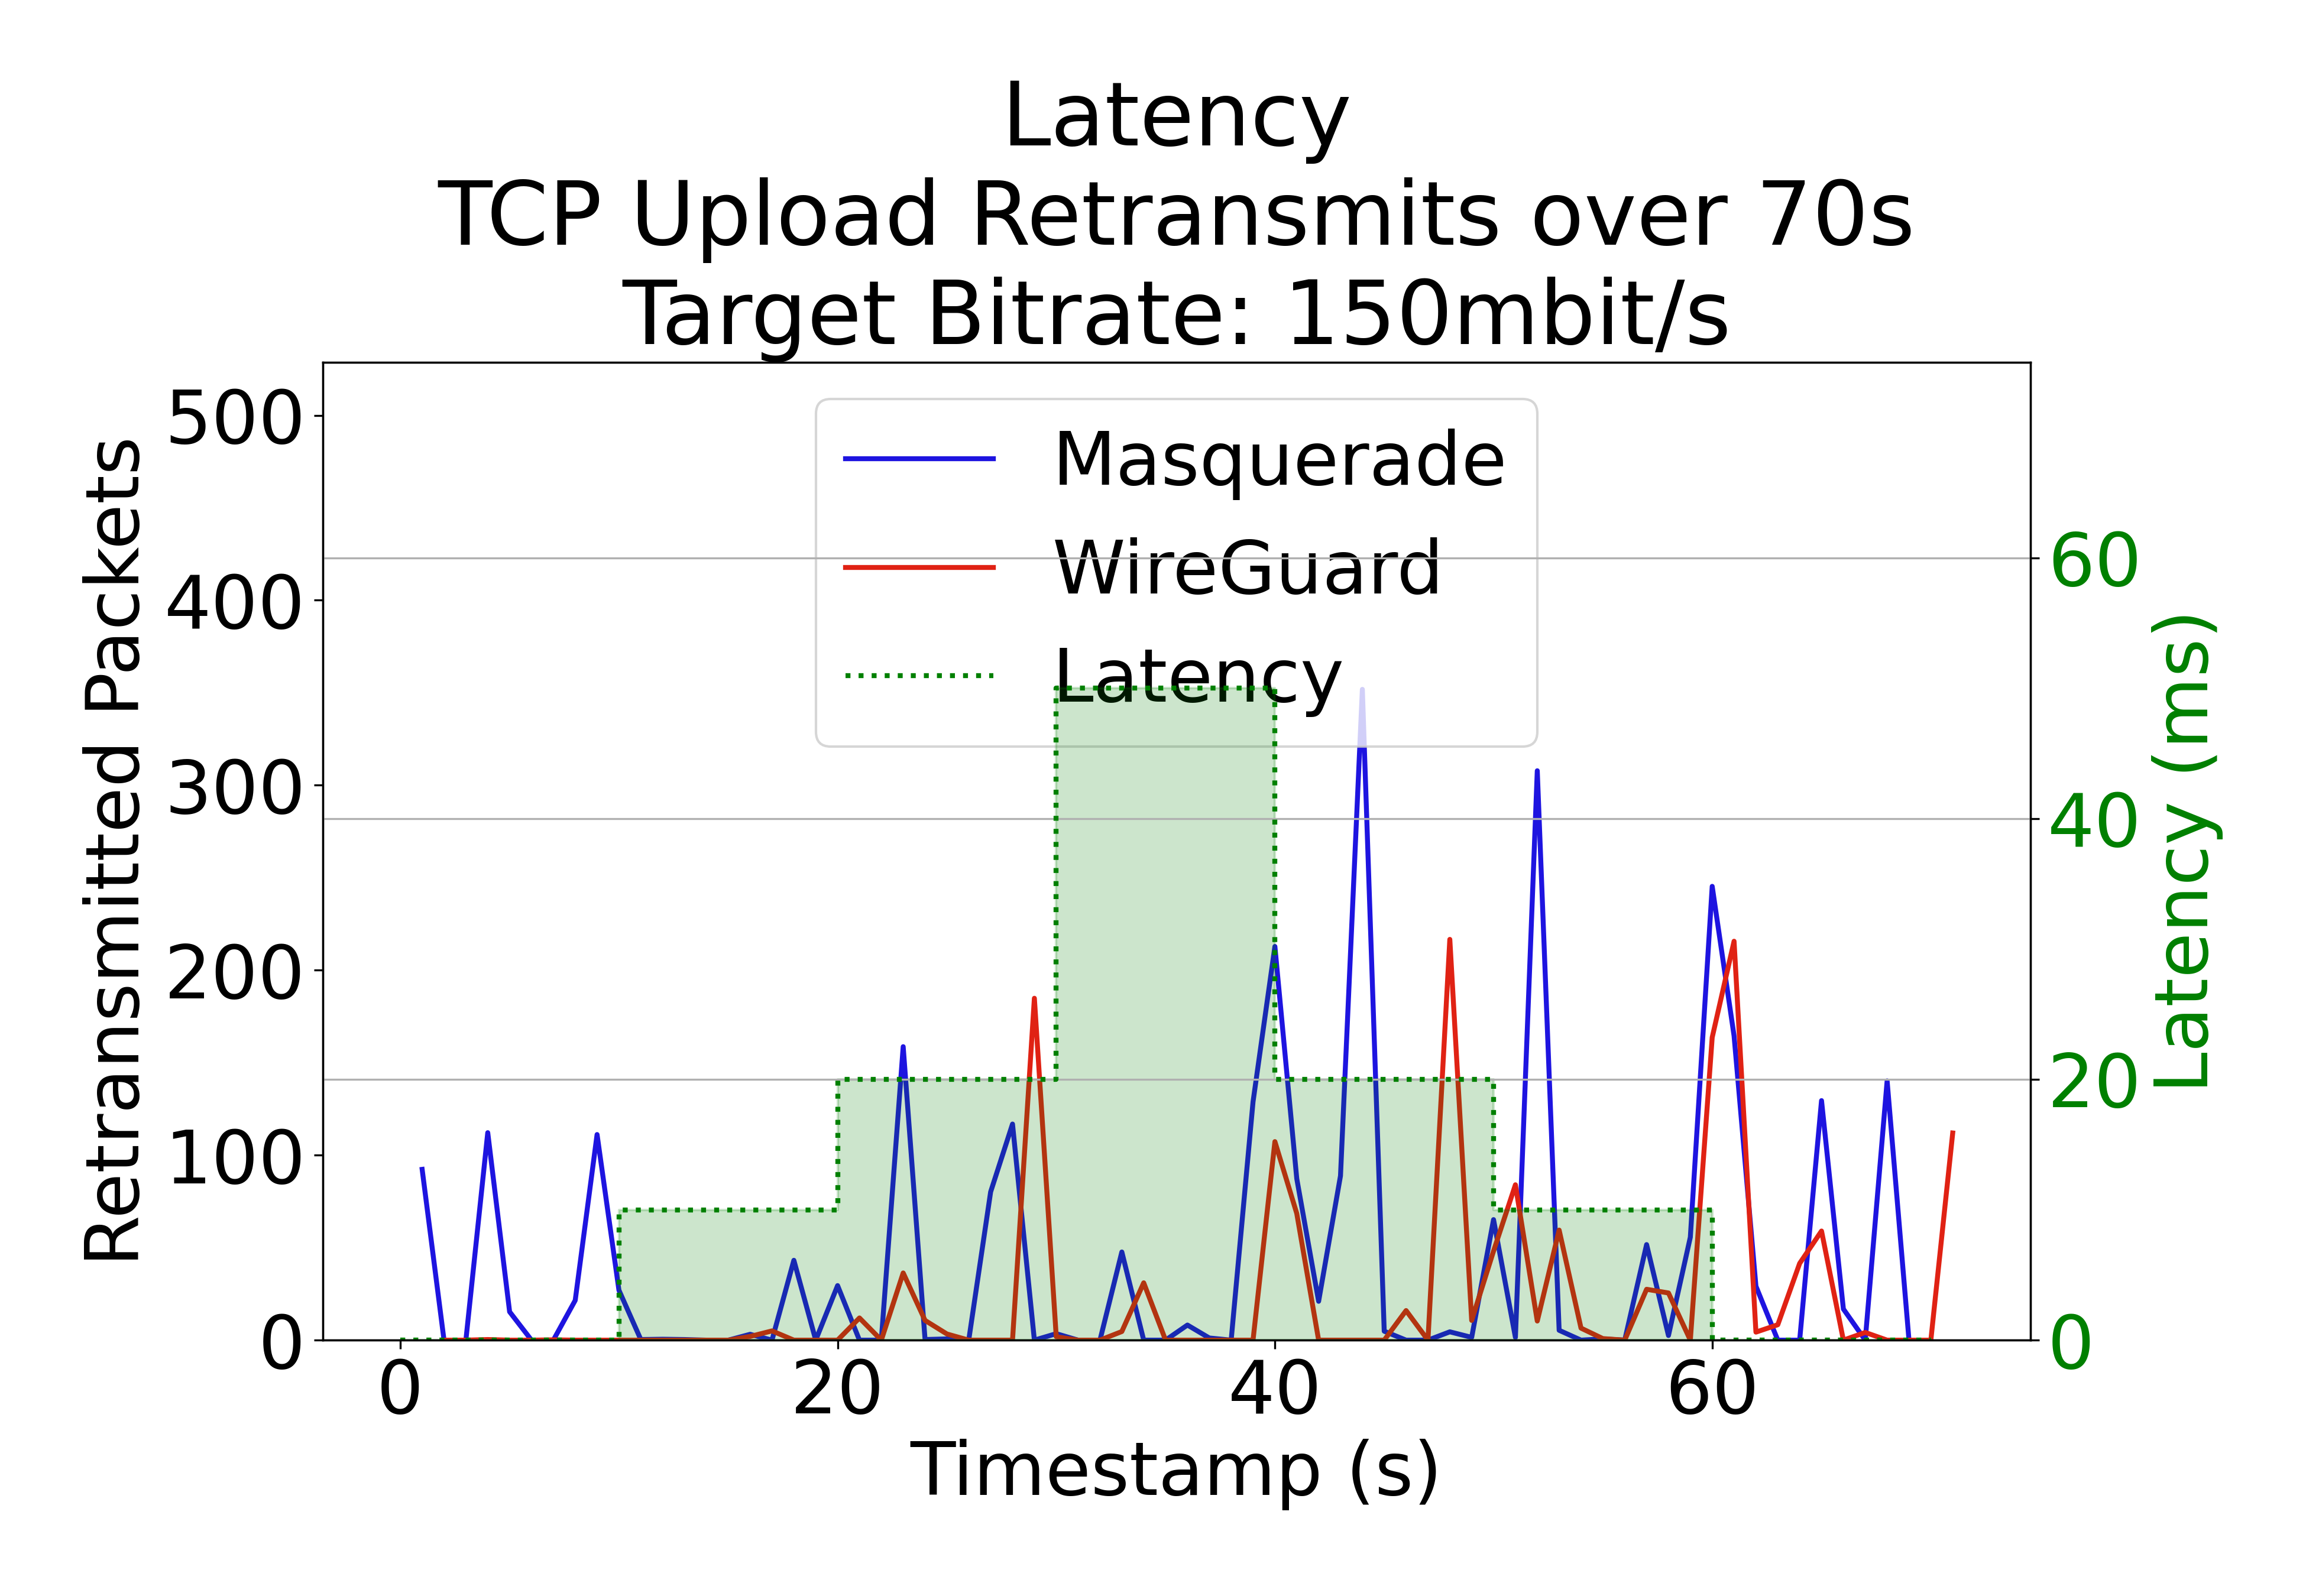 Latency
TCP Upload Retransmits over 70s
Target Bitrate: 150mbit/s
Retransmitted Packets
500
400
300
200
100
0
Masquerade
WireGuard
Latency
60
40
20
0
Latency (ms)
0 20 40 60
Timestamp (s)